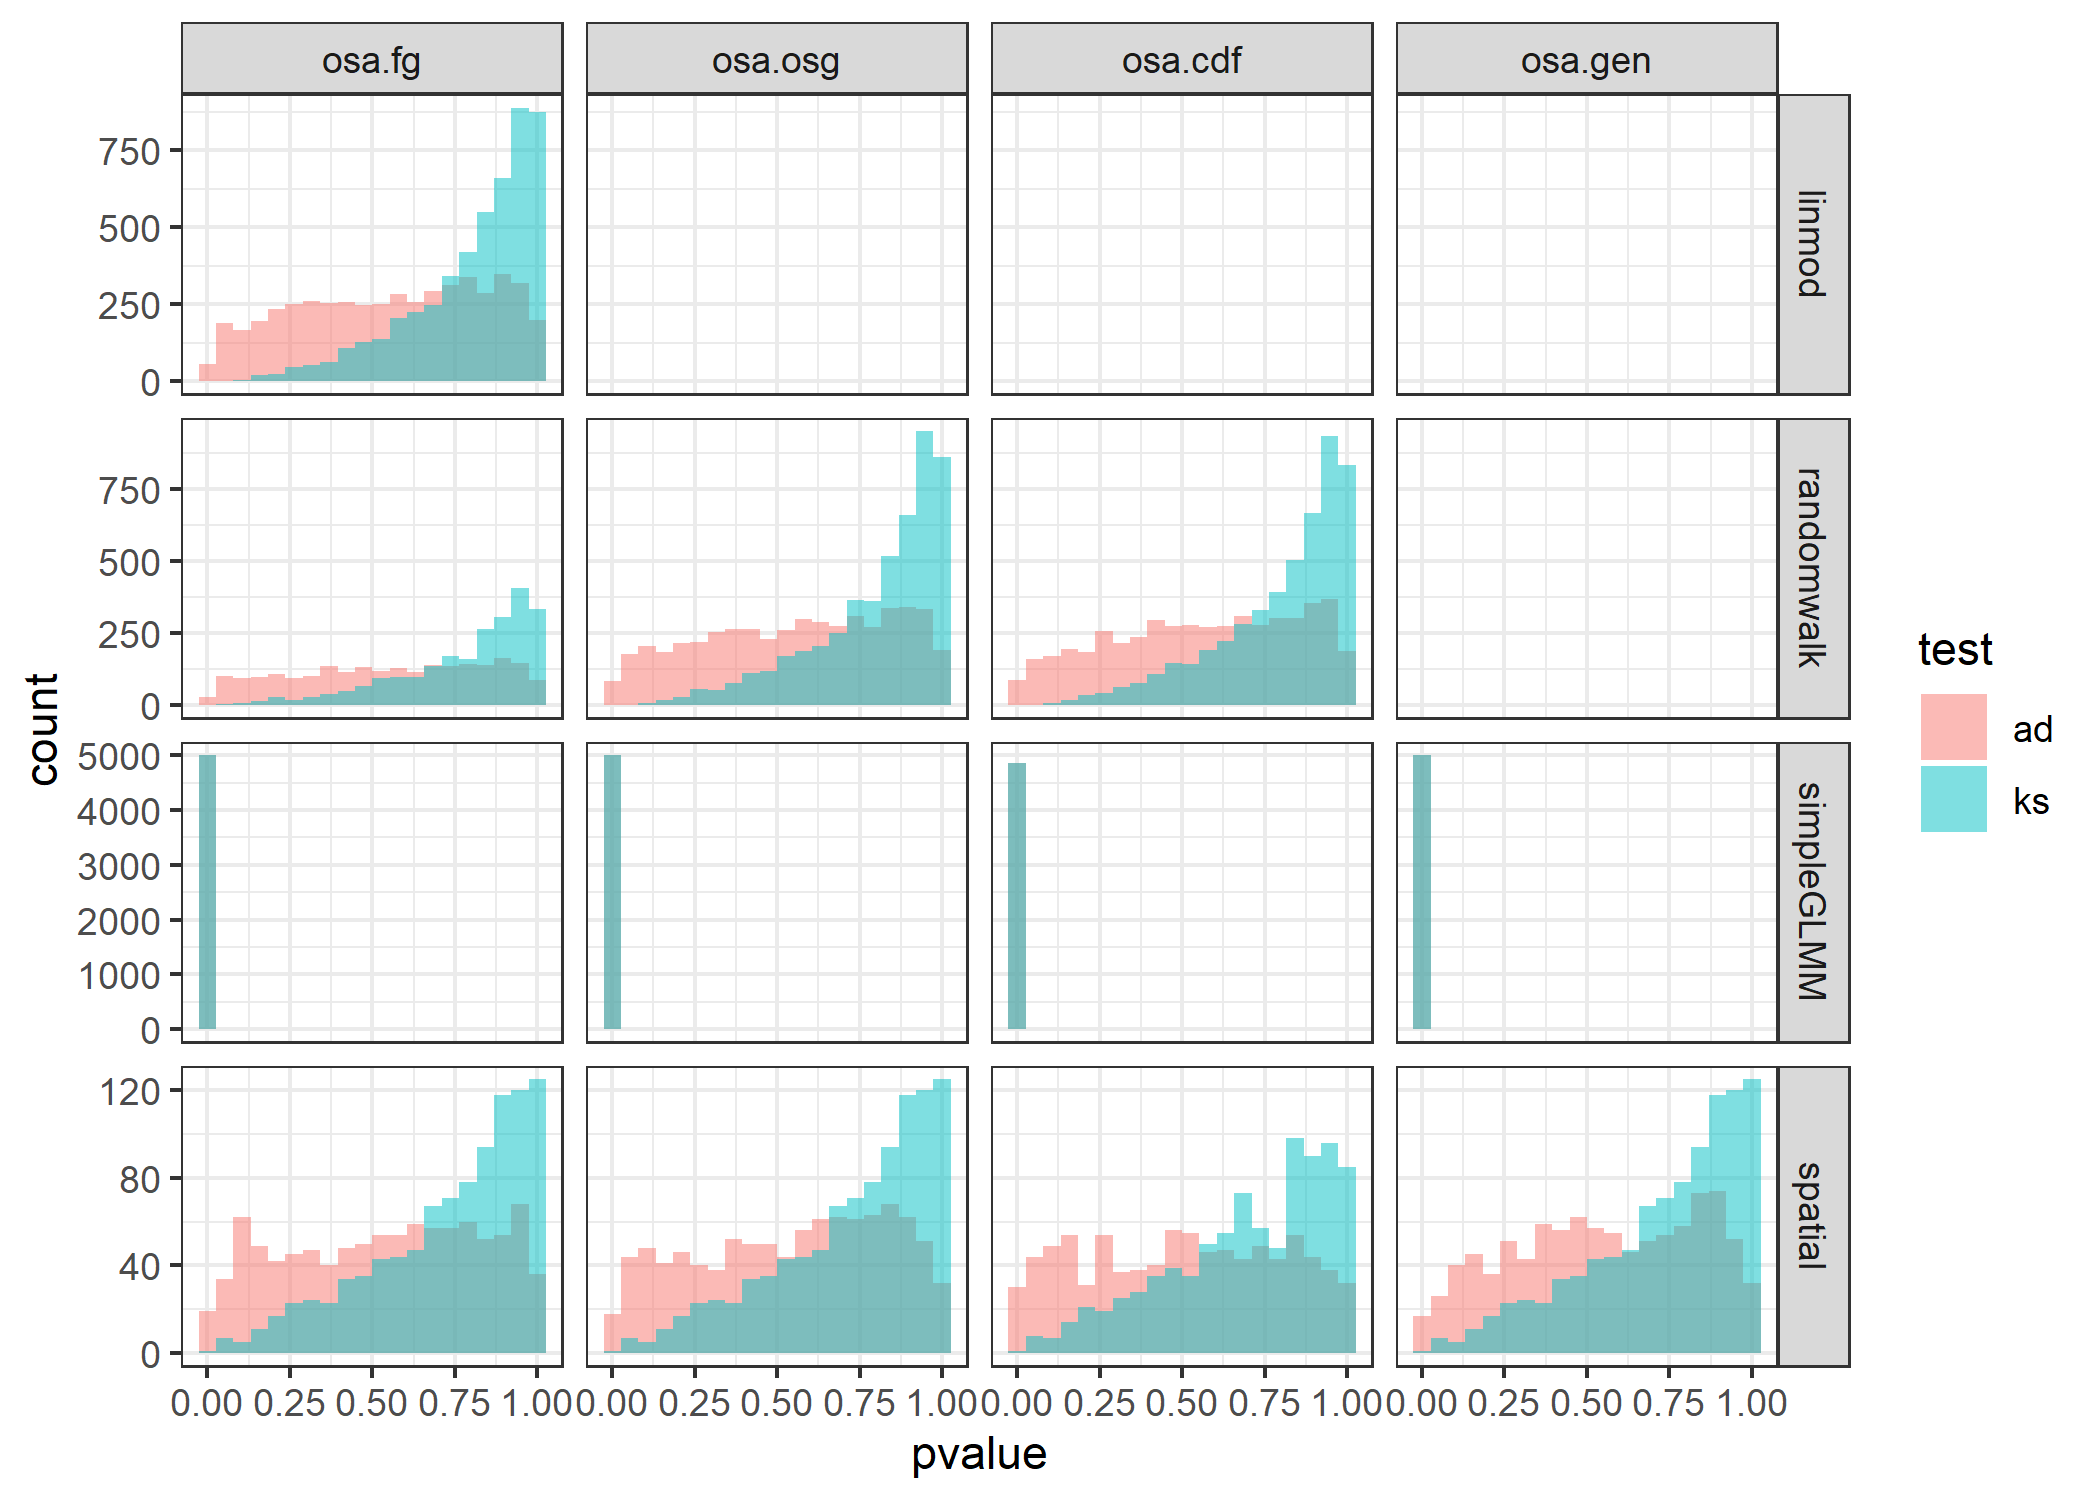 osa.fg osa.osg osa.cdf osa.gen
750
500
250
0
linmod
750
500
250
0
randomwalk
5000
4000
3000
2000
1000
0
simpleGLMM
120
80
40
0
spatial
0.00 0.25 0.50 0.75 1.00 0.00 0.25 0.50 0.75 1.00 0.00 0.25 0.50 0.75 1.00 0.00 0.25 0.50 0.75 1.00
pvalue
count
test
ad
ks